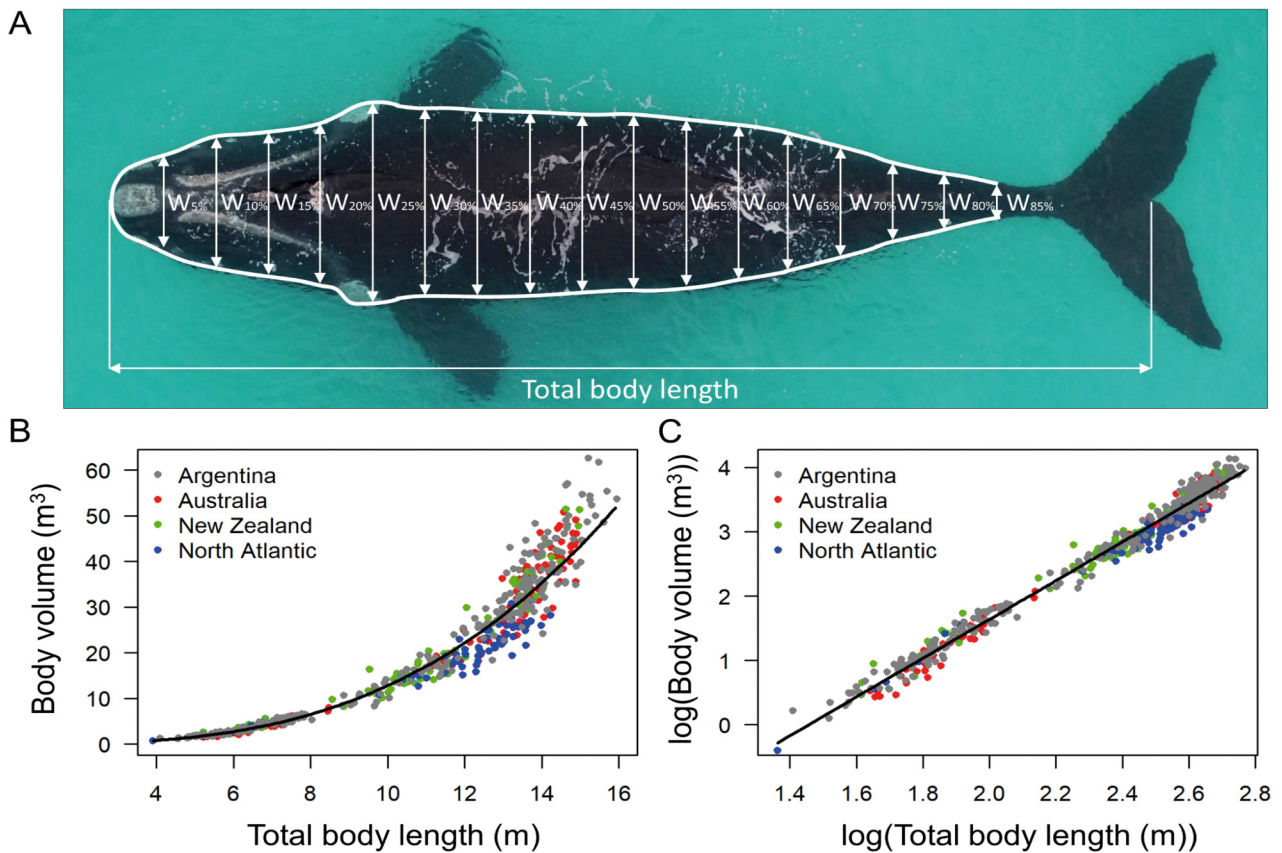 A
W5% W10% W15% W20% W25% W30% W35% W40% W45% W50% W55% W60% W65% W70% W75% W80% W85%
Total body length
B
Body volume (m³)
60
50
40
30
20
10
0
Argentina
Australia
New Zealand
North Atlantic
4 6 8 10 12 14 16
Total body length (m)
C
log(Body volume (m³))
4
3
2
1
0
Argentina
Australia
New Zealand
North Atlantic
1.4 1.6 1.8 2.0 2.2 2.4 2.6 2.8
log(Total body length (m))